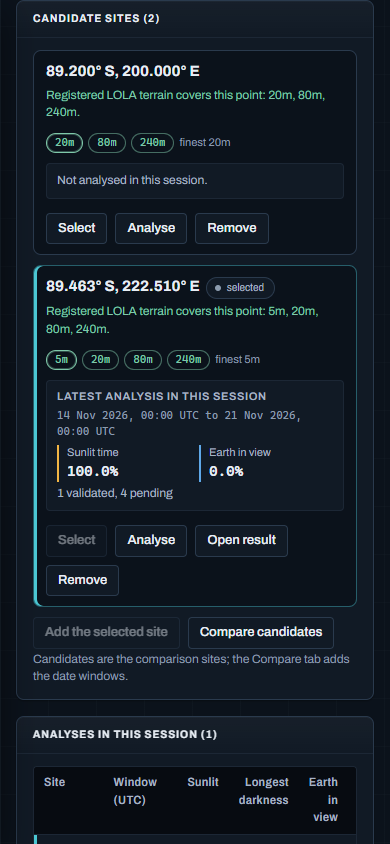 CANDIDATE SITES (2)
89.200° S, 200.000° E
Registered LOLA terrain covers this point: 20m, 80m,
240m.
20m 80m 240m finest 20m
Not analysed in this session.
Select Analyse Remove
89.463° S, 222.510° E selected
Registered LOLA terrain covers this point: 5m, 20m,
80m, 240m.
5m 20m 80m 240m finest 5m
LATEST ANALYSIS IN THIS SESSION
14 Nov 2026, 00:00 UTC to 21 Nov 2026,
00:00 UTC
Sunlit time Earth in view
100.0% 0.0%
1 validated, 4 pending
Select Analyse Open result
Remove
Add the selected site Compare candidates
Candidates are the comparison sites; the Compare tab adds
the date windows.
ANALYSES IN THIS SESSION (1)
Site Window Sunlit Longest Earth
(UTC) darkness in
view